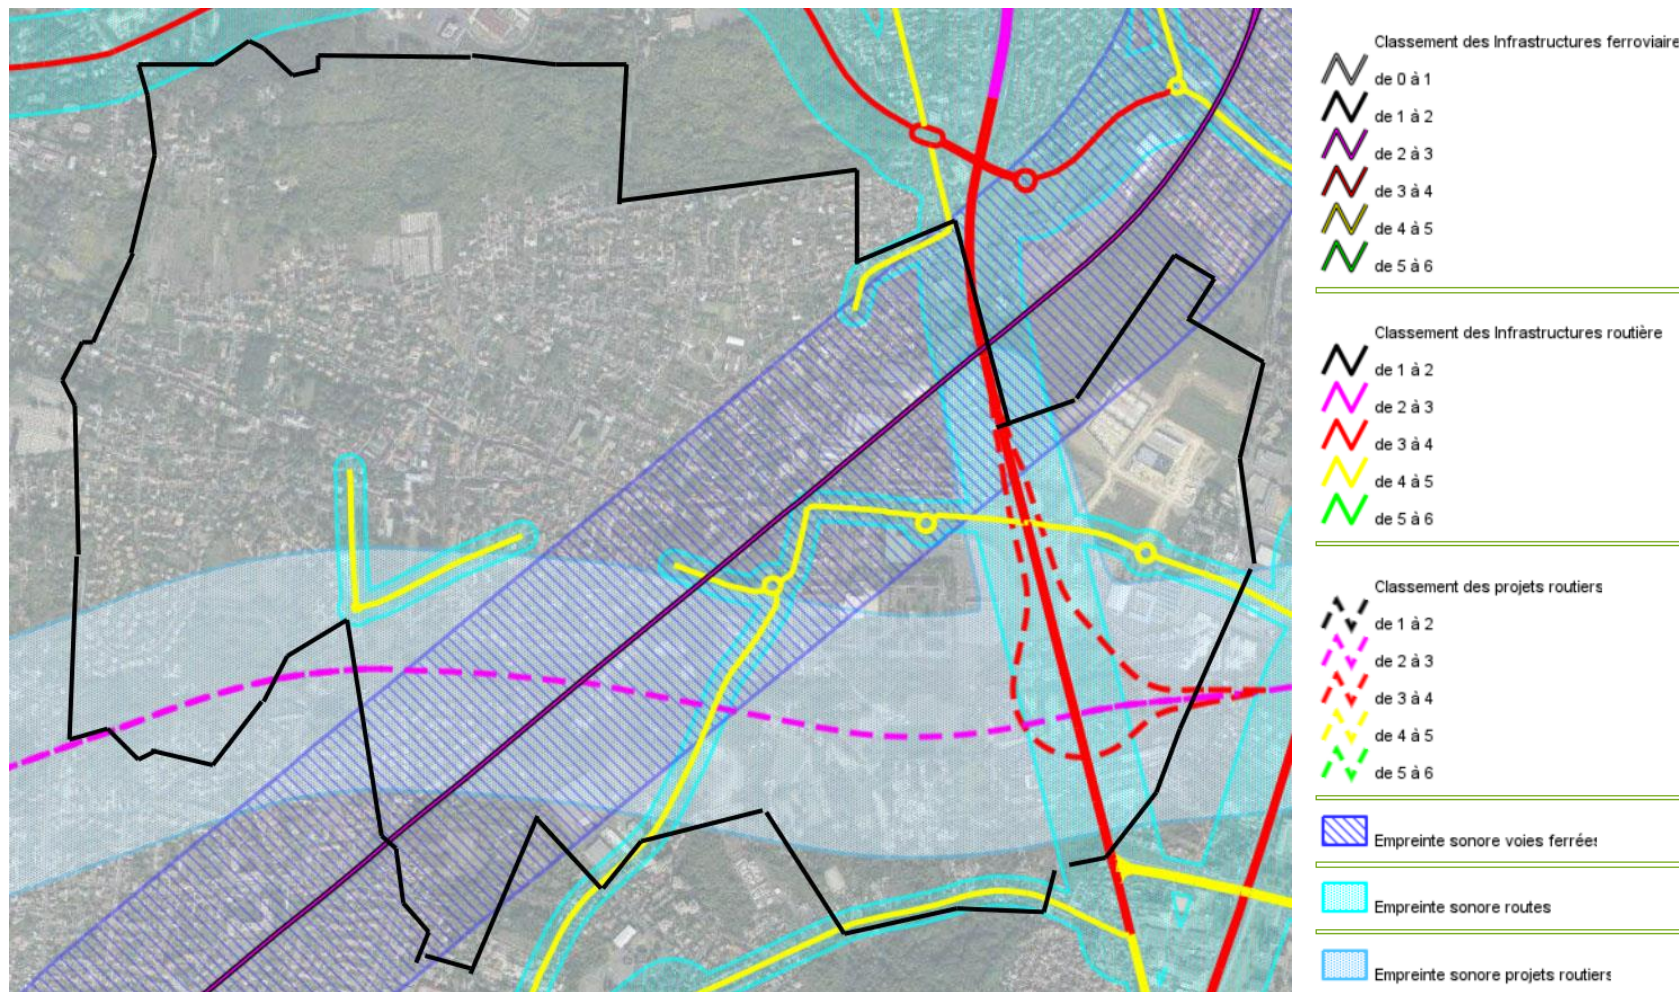 Classement des Infrastructures ferroviaire
de 0 à 1
de 1 à 2
de 2 à 3
de 3 à 4
de 4 à 5
de 5 à 6
Classement des Infrastructures routière
de 1 à 2
de 2 à 3
de 3 à 4
de 4 à 5
de 5 à 6
Classement des projets routiers
de 1 à 2
de 2 à 3
de 3 à 4
de 4 à 5
de 5 à 6
Empreinte sonore voies ferrées
Empreinte sonore routes
Empreinte sonore projets routiers